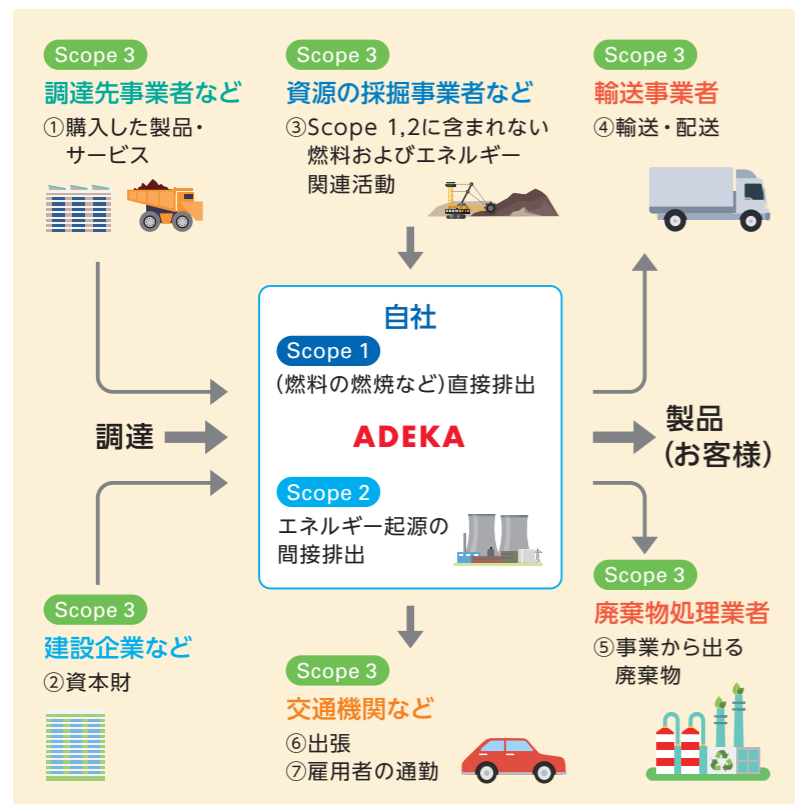 Scope 3
調達先事業者など
①購入した製品・
サービス
Scope 3
資源の採掘事業者など
③Scope 1,2に含まれない
燃料およびエネルギー
関連活動
Scope 3
輸送事業者
④輸送・配送
自社
Scope 1
(燃料の燃焼など)直接排出
調達
ADEKA
製品
(お客様)
Scope 2
エネルギー起源の
間接排出
Scope 3
建設企業など
②資本財
Scope 3
交通機関など
⑥出張
⑦雇用者の通勤
Scope 3
廃棄物処理業者
⑤事業から出る
廃棄物